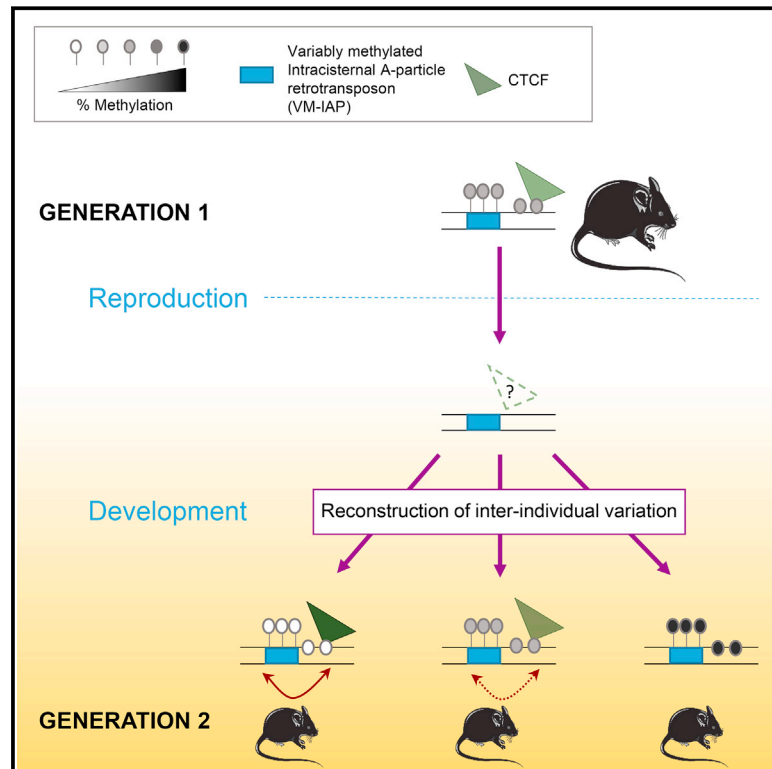 Variably methylated
Intracisternal A-particle
retrotransposon
(VM-IAP)
CTCF
% Methylation
GENERATION 1
Reproduction
?
Development
Reconstruction of inter-individual variation
GENERATION 2